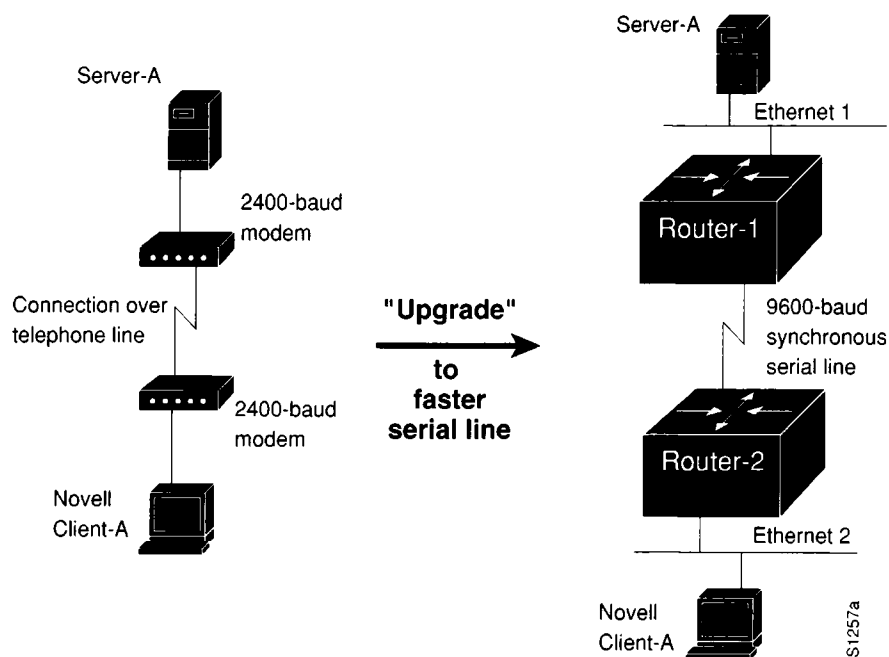 Server-A
2400-baud
modem
Connection over
telephone line
2400-baud
modem
Novell
Client-A
"Upgrade"
to
faster
serial line
Server-A
Ethernet 1
Router-1
9600-baud
synchronous
serial line
Router-2
Ethernet 2
Novell
Client-A
S1257a